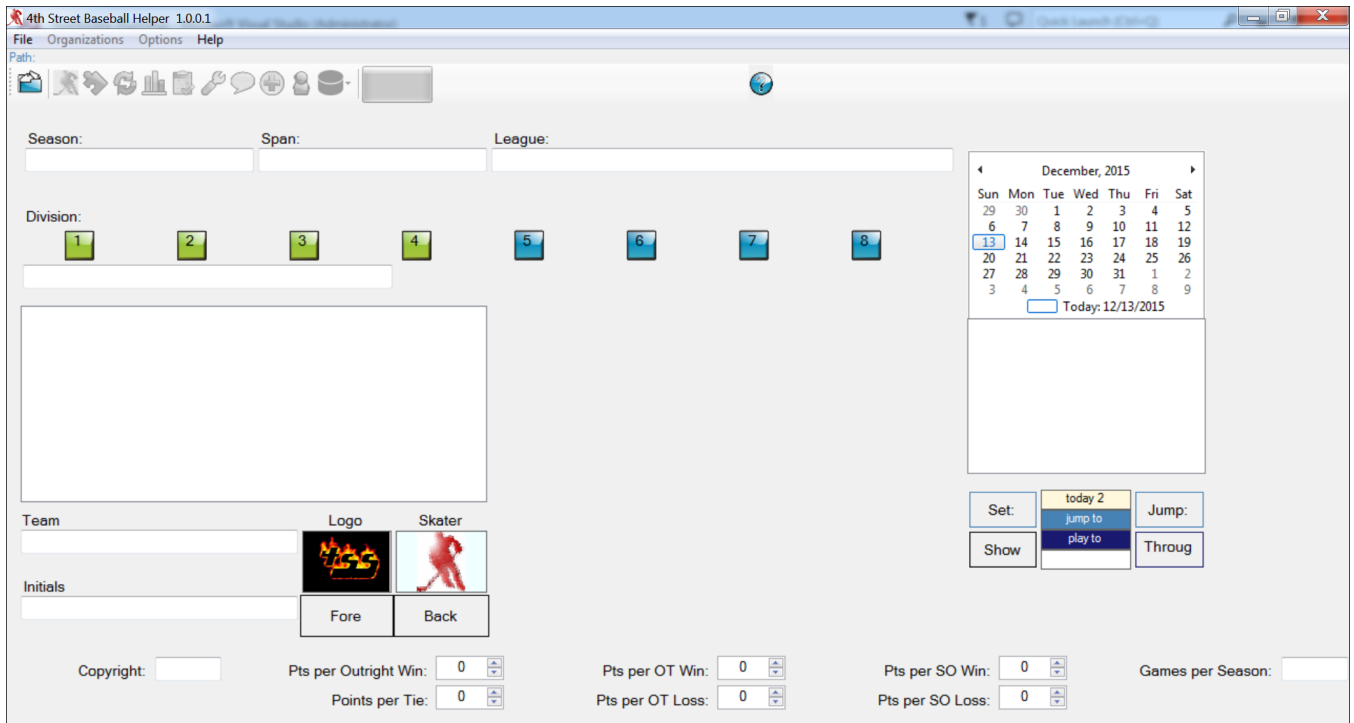 4th Street Baseball Helper 1.0.0.1
Quick Launch (Ctrl+Q)
File Organizations Options Help
Path:
Season: Span: League:
Division:
1 2 3 4 5 6 7 8
December, 2015
Sun Mon Tue Wed Thu Fri Sat
29 30 1 2 3 4 5
6 7 8 9 10 11 12
13 14 15 16 17 18 19
20 21 22 23 24 25 26
27 28 29 30 31 1 2
3 4 5 6 7 8 9
Today: 12/13/2015
Set: today 2 Jump:
jump to
Show play to Throug
Team Logo Skater
4SS
Initials
Fore Back
Copyright: Pts per Outright Win: 0 Pts per OT Win: 0 Pts per SO Win: 0 Games per Season:
Points per Tie: 0 Pts per OT Loss: 0 Pts per SO Loss: 0